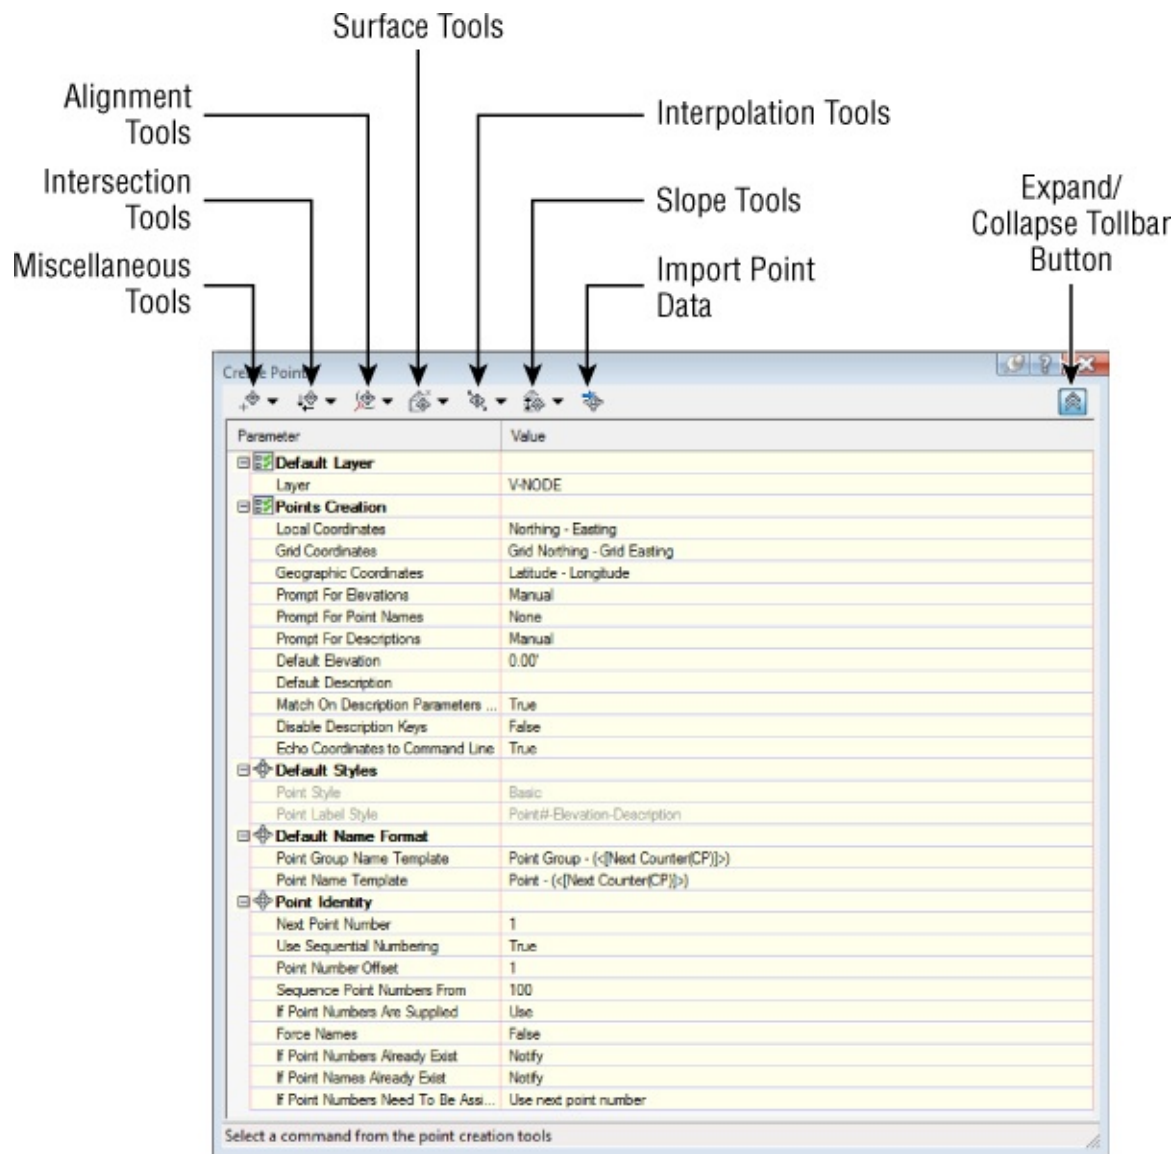 Surface Tools
Alignment
Tools
Interpolation Tools
Intersection
Tools
Slope Tools
Expand/
Collapse Tollbar
Button
Miscellaneous
Tools
Import Point
Data
Create Points
Parameter Value
Default Layer
Layer V-NODE
Points Creation
Local Coordinates Northing - Easting
Grid Coordinates Grid Northing - Grid Easting
Geographic Coordinates Latitude - Longitude
Prompt For Elevations Manual
Prompt For Point Names None
Prompt For Descriptions Manual
Default Elevation 0.00'
Default Description
Match On Description Parameters ... True
Disable Description Keys False
Echo Coordinates to Command Line True
Default Styles
Point Style Basic
Point Label Style Point#-Elevation-Description
Default Name Format
Point Group Name Template Point Group - (<[Next Counter(CP)]>)
Point Name Template Point - (<[Next Counter(CP)]>)
Point Identity
Next Point Number 1
Use Sequential Numbering True
Point Number Offset 1
Sequence Point Numbers From 100
If Point Numbers Are Supplied Use
Force Names False
If Point Numbers Already Exist Notify
If Point Names Already Exist Notify
If Point Numbers Need To Be Assi... Use next point number
Select a command from the point creation tools